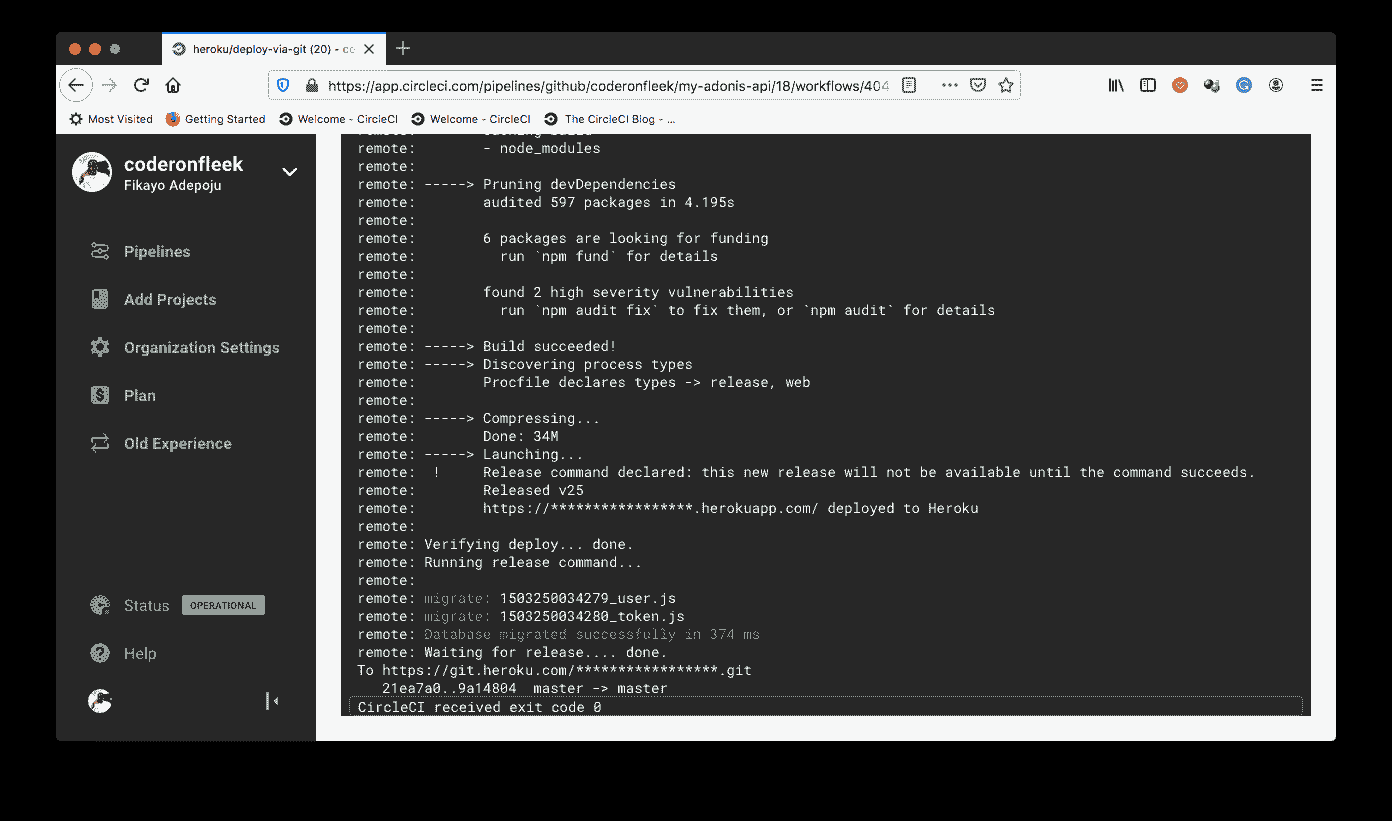 heroku/deploy-via-git (20) - co
https://app.circleci.com/pipelines/github/coderonfleek/my-adonis-api/18/workflows/404
Most Visited Getting Started Welcome - CircleCI Welcome - CircleCI The CircleCI Blog - ...
coderonfleek
Fikayo Adepoju
Pipelines
Add Projects
Organization Settings
Plan
Old Experience
Status OPERATIONAL
Help
remote: - node_modules
remote:
remote: -----> Pruning devDependencies
remote: audited 597 packages in 4.195s
remote:
remote: 6 packages are looking for funding
remote: run `npm fund` for details
remote:
remote: found 2 high severity vulnerabilities
remote: run `npm audit fix` to fix them, or `npm audit` for details
remote:
remote: -----> Build succeeded!
remote: -----> Discovering process types
remote: Procfile declares types -> release, web
remote:
remote: -----> Compressing...
remote: Done: 34M
remote: -----> Launching...
remote: ! Release command declared: this new release will not be available until the command succeeds.
remote: Released v25
remote: https://*****************.herokuapp.com/ deployed to Heroku
remote:
remote: Verifying deploy... done.
remote: Running release command...
remote:
remote: migrate: 1503250034279_user.js
remote: migrate: 1503250034280_token.js
remote: Database migrated successfully in 374 ms
remote: Waiting for release.... done.
To https://git.heroku.com/*****************.git
21ea7a0..9a14804 master -> master
CircleCI received exit code 0